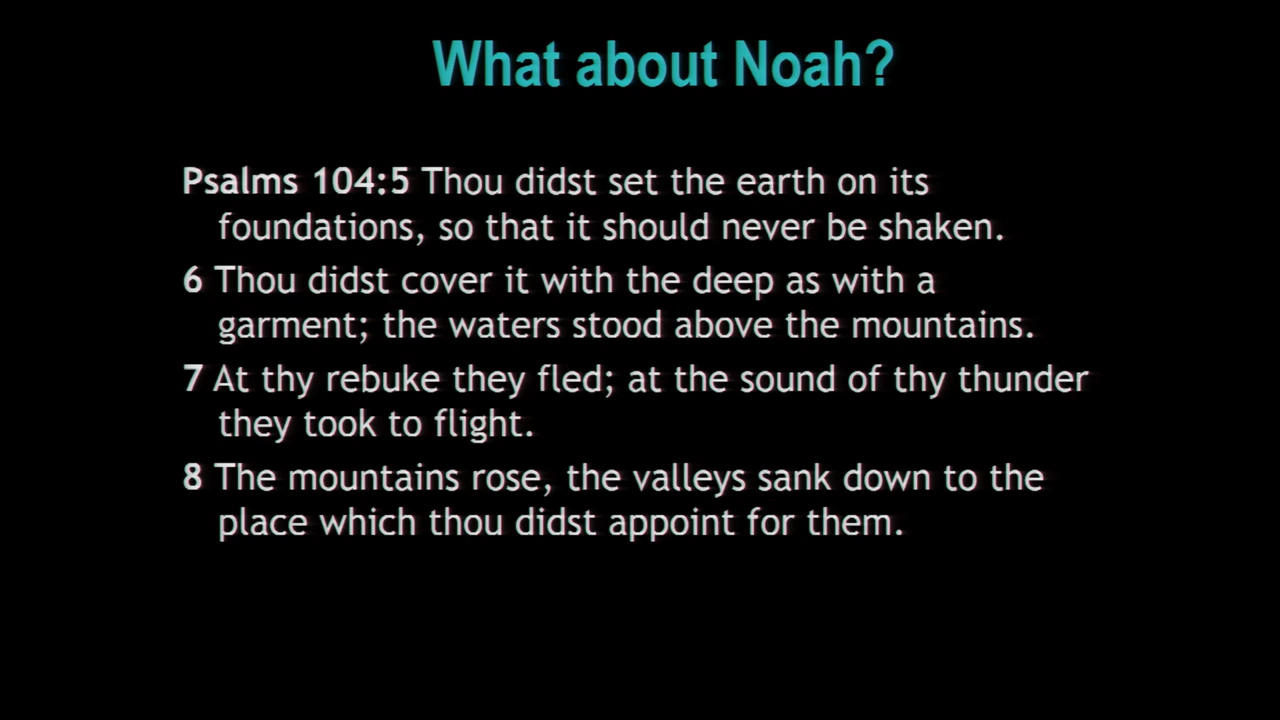 What about Noah?
Psalms 104:5 Thou didst set the earth on its
foundations, so that it should never be shaken.
6 Thou didst cover it with the deep as with a
garment; the waters stood above the mountains.
7 At thy rebuke they fled; at the sound of thy thunder
they took to flight.
8 The mountains rose, the valleys sank down to the
place which thou didst appoint for them.